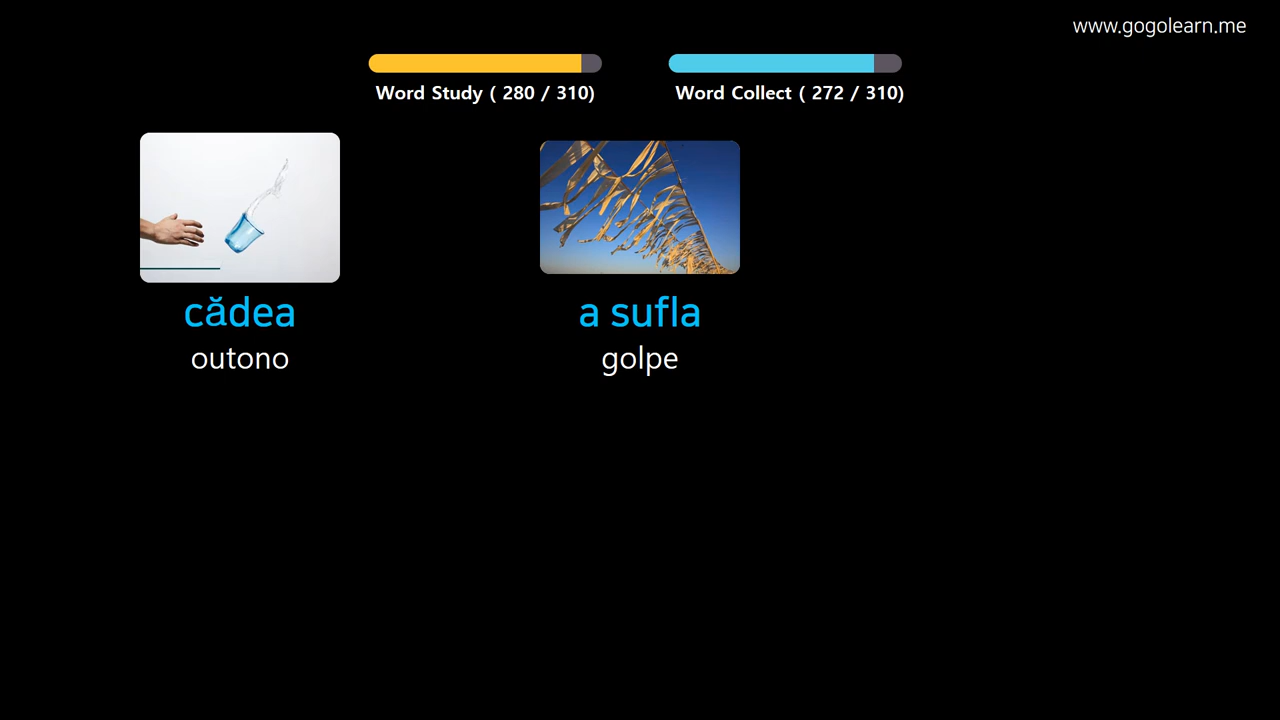 www.gogolearn.me
Word Study ( 280 / 310)
Word Collect ( 272 / 310)
cădea
outono
a sufla
golpe